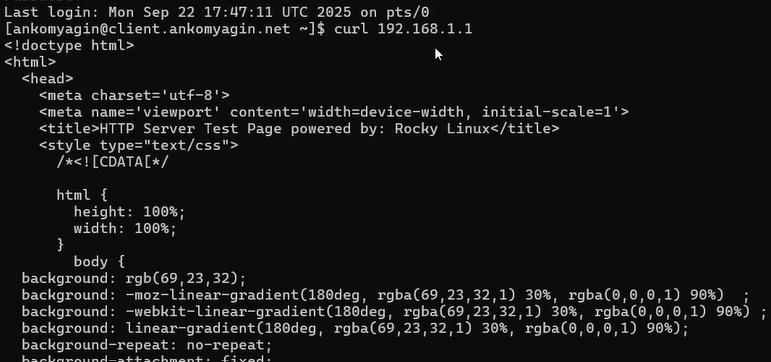 Last login: Mon Sep 22 17:47:11 UTC 2025 on pts/0
[ankomyagin@client.ankomyagin.net ~]$ curl 192.168.1.1
<!doctype html>
<html>
  <head>
    <meta charset='utf-8'>
    <meta name='viewport' content='width=device-width, initial-scale=1'>
    <title>HTTP Server Test Page powered by: Rocky Linux</title>
    <style type="text/css">
      /*<![CDATA[*/

      html {
        height: 100%;
        width: 100%;
      }
        body {
  background: rgb(69,23,32);
  background: -moz-linear-gradient(180deg, rgba(69,23,32,1) 30%, rgba(0,0,0,1) 90%)  ;
  background: -webkit-linear-gradient(180deg, rgba(69,23,32,1) 30%, rgba(0,0,0,1) 90%) ;
  background: linear-gradient(180deg, rgba(69,23,32,1) 30%, rgba(0,0,0,1) 90%);
  background-repeat: no-repeat;
  background-attachment: fixed;